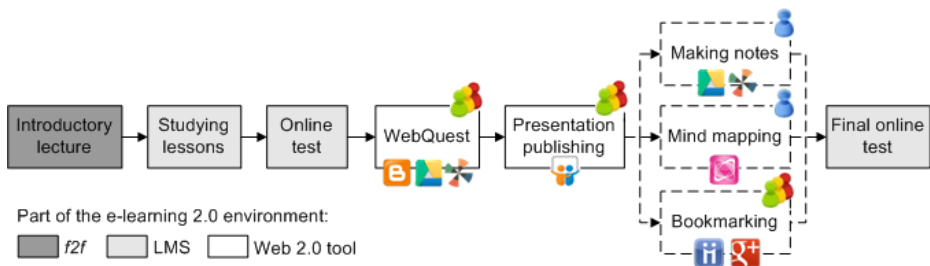 Introductory
lecture
Studying
lessons
Online
test
WebQuest
Presentation
publishing
Making notes
Mind mapping
Bookmarking
Final online
test
Part of the e-learning 2.0 environment:
f2f
LMS
Web 2.0 tool